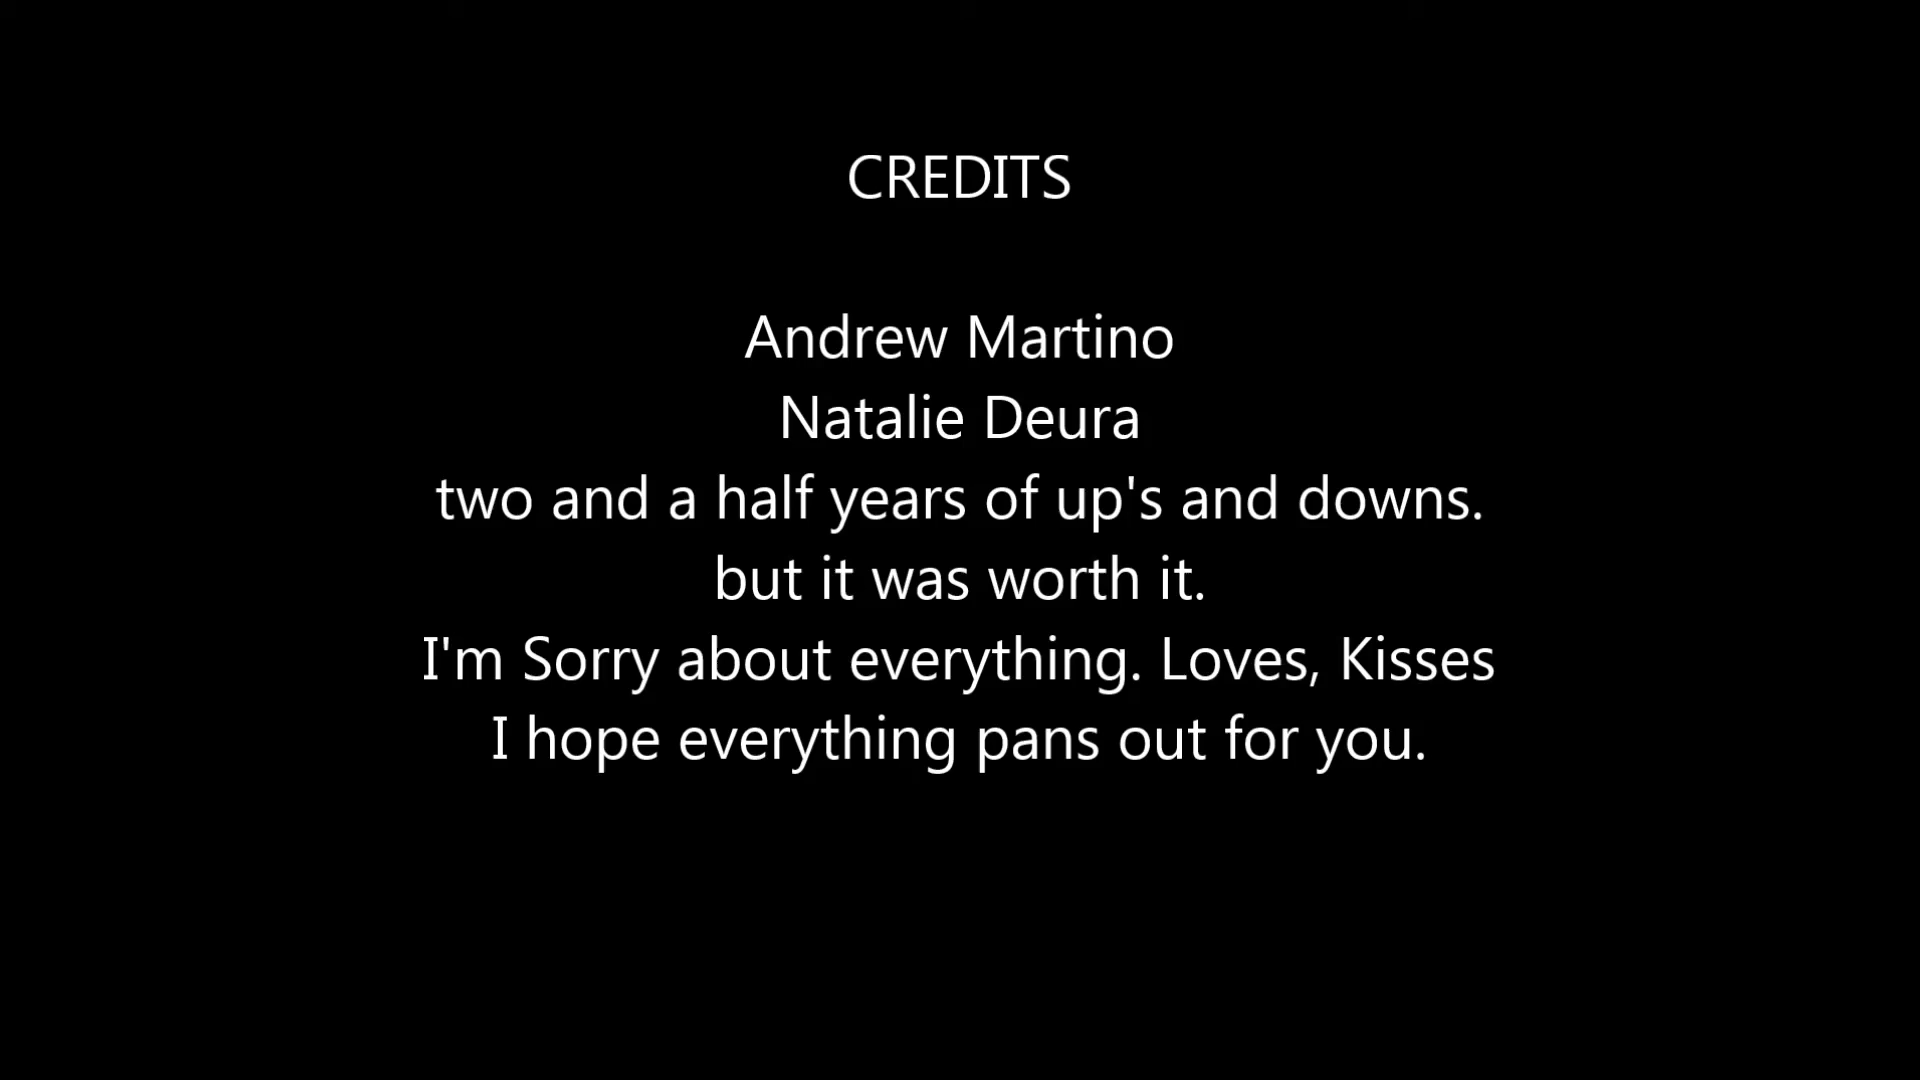 CREDITS
Andrew Martino
Natalie Deura
two and a half years of up's and downs.
but it was worth it.
I'm Sorry about everything. Loves, Kisses
I hope everything pans out for you.